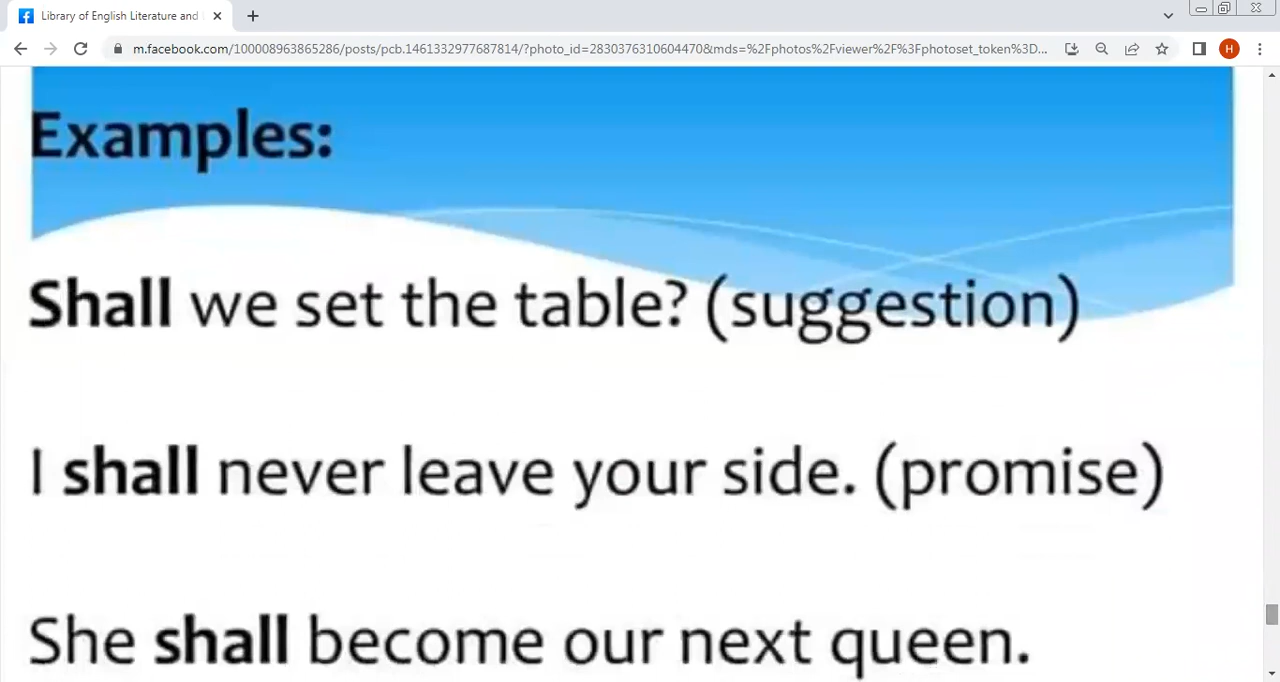 Library of English Literature and
m.facebook.com/100008963865286/posts/pcb.1461332977687814/?photo_id=2830376310604470&mds=%2Fphotos%2Fviewer%2F%3Fphotoset_token%3D...
H
Examples:
Shall we set the table? (suggestion)
I shall never leave your side. (promise)
She shall become our next queen.